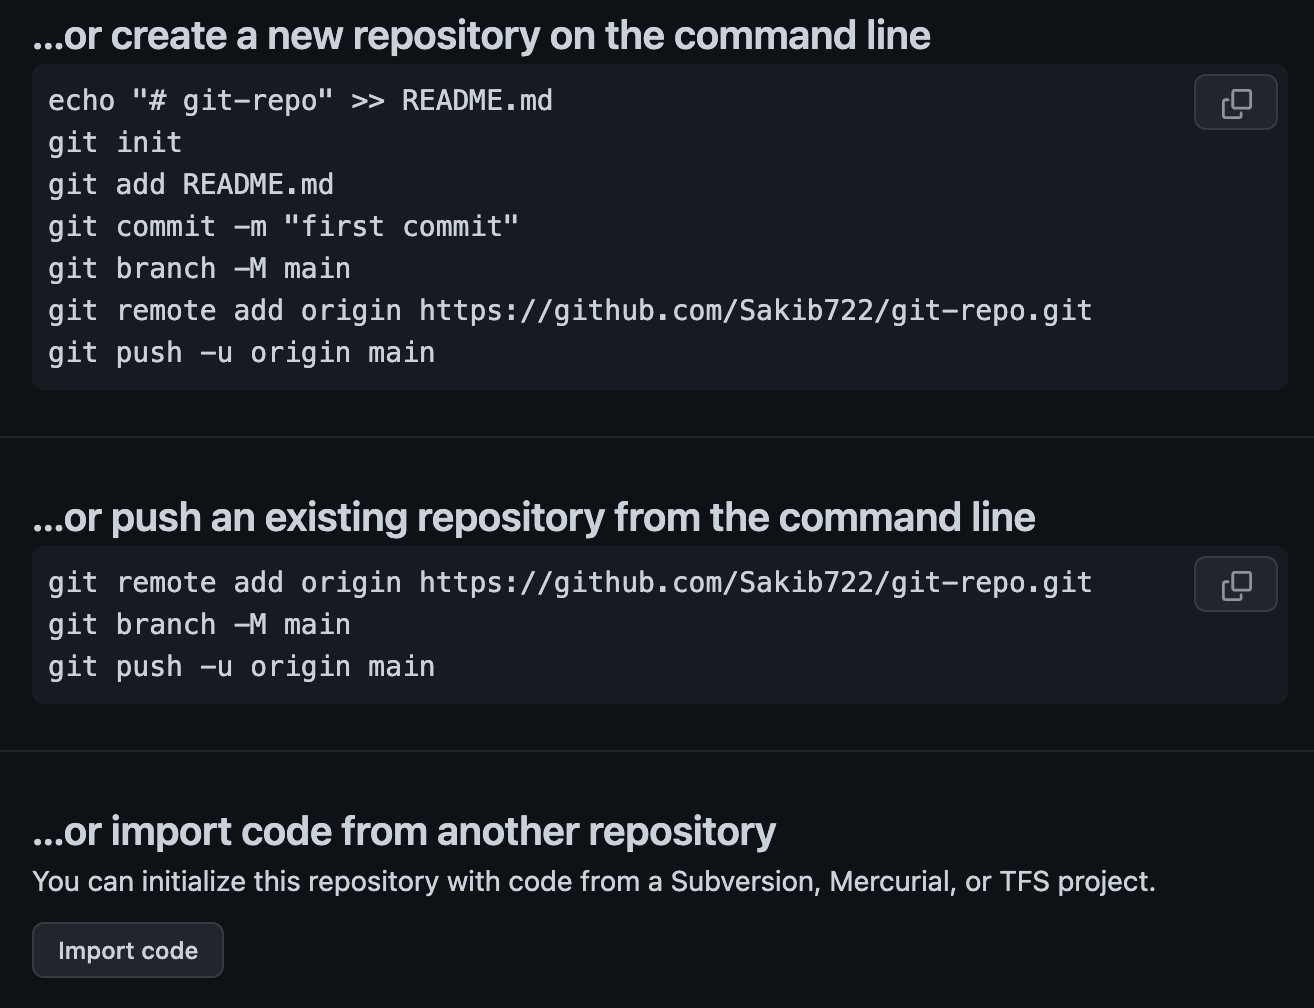 ...or create a new repository on the command line
echo "# git-repo" >> README.md
git init
git add README.md
git commit -m "first commit"
git branch -M main
git remote add origin https://github.com/Sakib722/git-repo.git
git push -u origin main
...or push an existing repository from the command line
git remote add origin https://github.com/Sakib722/git-repo.git
git branch -M main
git push -u origin main
...or import code from another repository
You can initialize this repository with code from a Subversion, Mercurial, or TFS project.
Import code